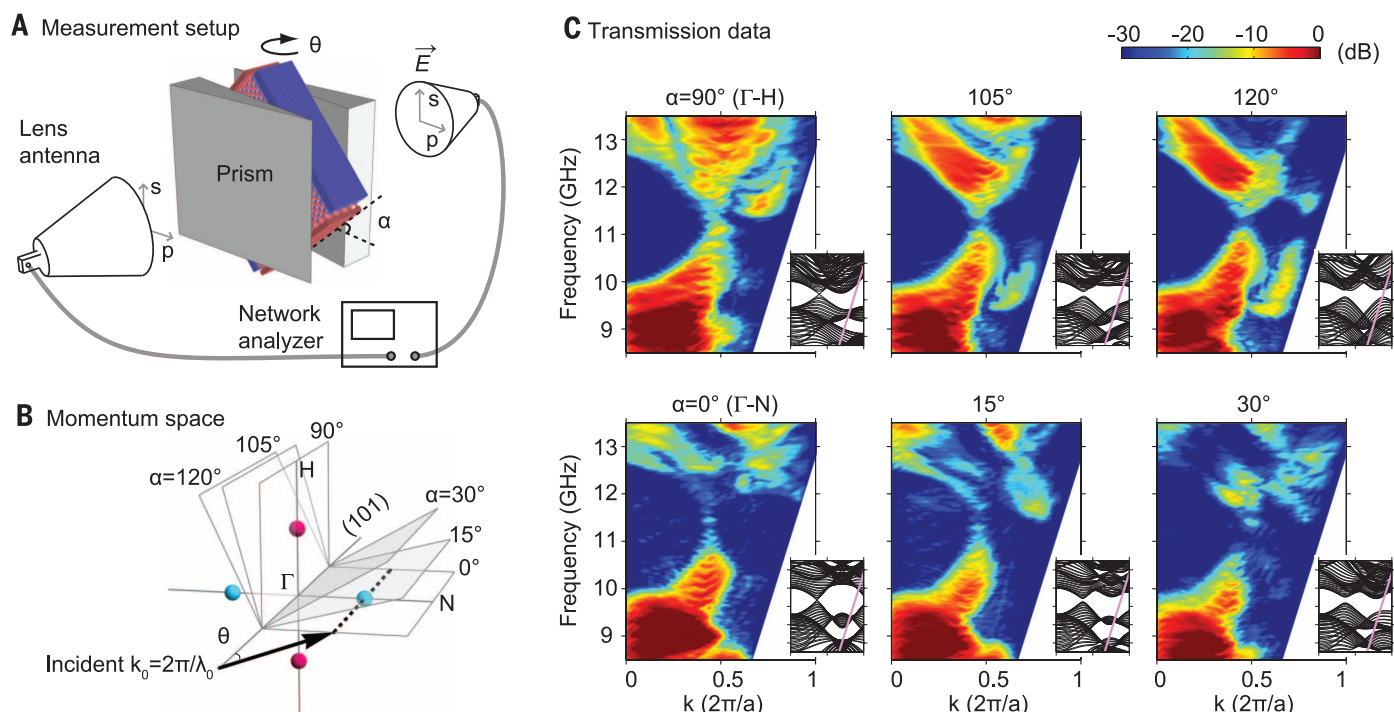 A Measurement setup
θ
E
s
p
Lens
antenna
Prism
s
p
α
Network
analyzer
B Momentum space
105°
90°
α=120°
H
α=30°
(101)
15°
0°
Γ
N
θ
Incident k₀=2π/λ₀
C Transmission data
-30 -20 -10 0 (dB)
α=90° (Γ-H) 105° 120°
Frequency (GHz)
13
12
11
10
9
α=0° (Γ-N) 15° 30°
Frequency (GHz)
13
12
11
10
9
0 0.5 1 0 0.5 1 0 0.5 1
k (2π/a) k (2π/a) k (2π/a)